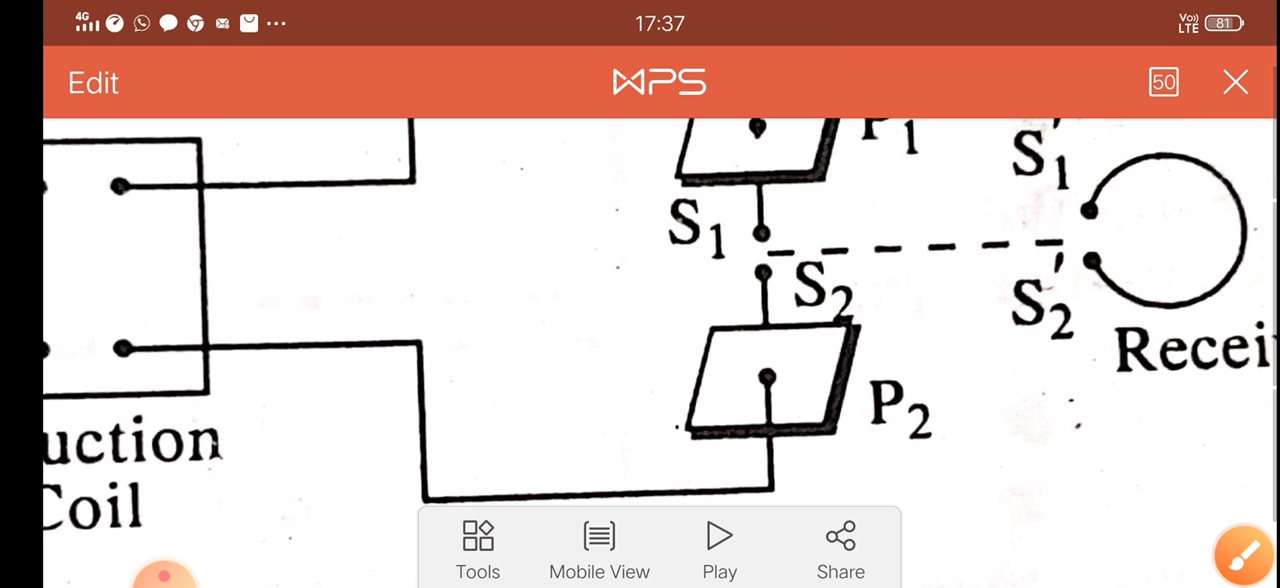 4G 17:37 Vo)) LTE 81
Edit WPS 50
P1
S1'
S1
S2
S2'
Recei
P2
uction
Coil
Tools Mobile View Play Share